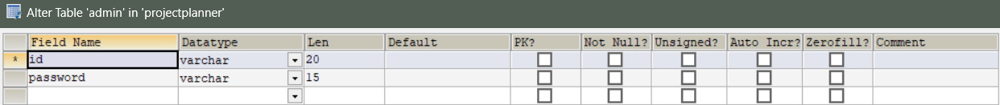 Alter Table 'admin' in 'projectplanner'
Field Name Datatype Len Default PK? Not Null? Unsigned? Auto Incr? Zerofill? Comment
* id varchar 20
password varchar 15